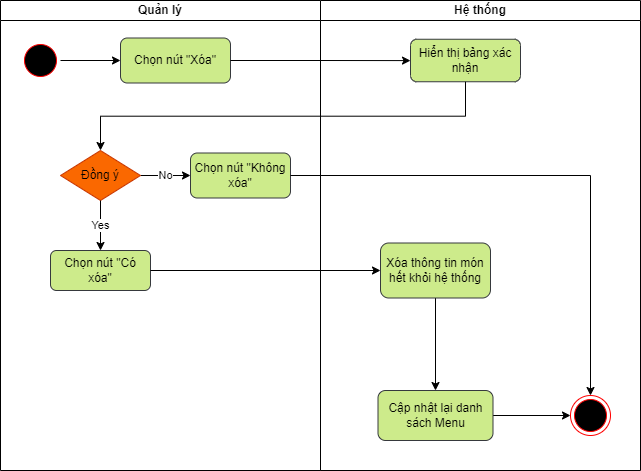 Quản lý
Hệ thống
Chọn nút "Xóa"
Hiển thị bảng xác
nhận
Đồng ý
No
Chọn nút "Không
xóa"
Yes
Chọn nút "Có
xóa"
Xóa thông tin món
hết khỏi hệ thống
Cập nhật lại danh
sách Menu